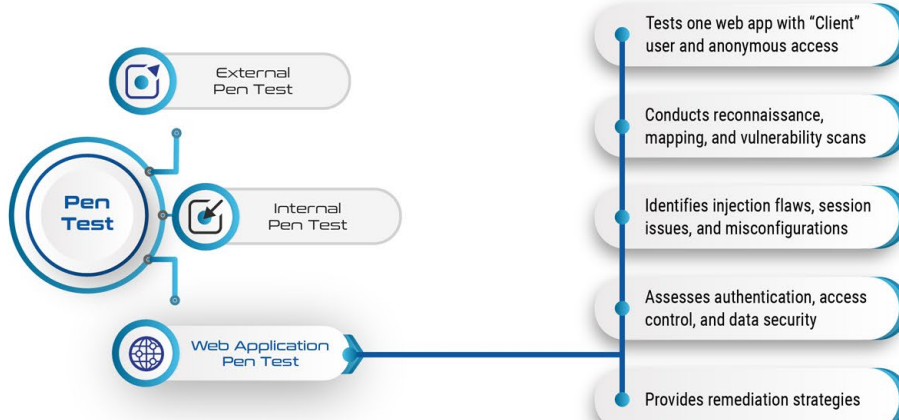 External
Pen Test
Pen
Test
Internal
Pen Test
Web Application
Pen Test
Tests one web app with “Client”
user and anonymous access
Conducts reconnaissance,
mapping, and vulnerability scans
Identifies injection flaws, session
issues, and misconfigurations
Assesses authentication, access
control, and data security
Provides remediation strategies